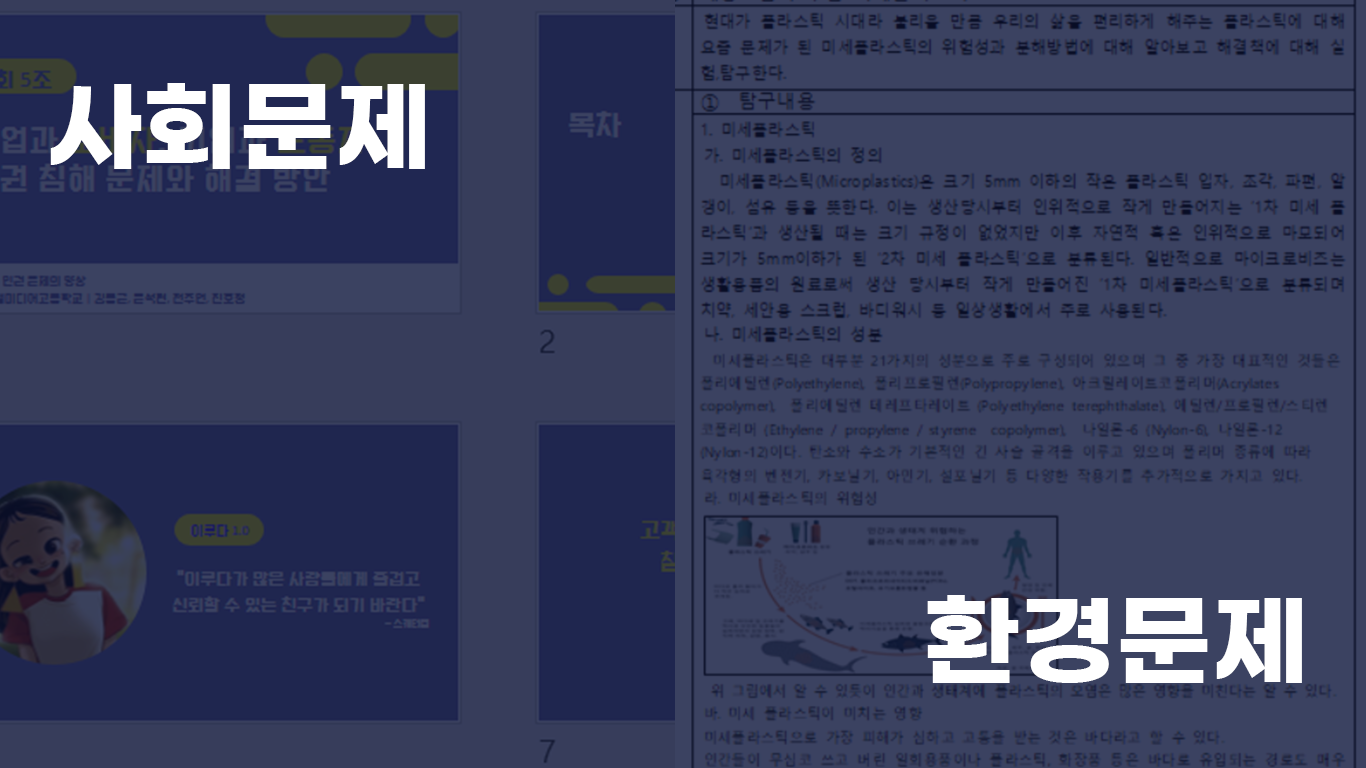 사회문제
회 5조
업과
권 침해 문제와 해결 방안
인권 문제의 양상
목차
2
이루다 1.0
"이루다가 많은 사람들에게 즐겁고
신뢰할 수 있는 친구가 되기 바란다"
- 스캐터랩
7
현대가 플라스틱 시대라 불리울 만큼 우리의 삶을 편리하게 해주는 플라스틱에 대해
요즘 문제가 된 미세플라스틱의 위험성과 분해방법에 대해 알아보고 해결책에 대해 실
험,탐구한다.
① 탐구내용
1. 미세플라스틱
가. 미세플라스틱의 정의
미세플라스틱(Microplastics)은 크기 5mm 이하의 작은 플라스틱 입자, 조각, 파편, 알
갱이, 섬유 등을 뜻한다. 이는 생산당시부터 인위적으로 작게 만들어지는 '1차 미세 플
라스틱'과 생산될 때는 크기 규정이 없었지만 이후 자연적 혹은 인위적으로 마모되어
크기가 5mm이하가 된 '2차 미세 플라스틱'으로 분류된다. 일반적으로 마이크로비즈는
생활용품의 원료로써 생산 당시부터 작게 만들어진 '1차 미세플라스틱'으로 분류되며
치약, 세안용 스크럽, 바디워시 등 일상생활에서 주로 사용된다.
나. 미세플라스틱의 성분
미세플라스틱은 대부분 21가지의 성분으로 주로 구성되어 있으며 그 중 가장 대표적인 것들은
폴리에틸렌(Polyethylene), 폴리프로필렌(Polypropylene), 아크릴레이트코폴리머(Acrylates
copolymer), 폴리에틸렌 테레프타레이트 (Polyethylene terephthalate), 에틸렌/프로필렌/스티렌
코폴리머 (Ethylene / propylene / styrene copolymer), 나일론-6 (Nylon-6), 나일론-12
(Nylon-12)이다. 탄소와 수소가 기본적인 긴 사슬 골격을 이루고 있으며 폴리머 종류에 따라
육각형의 벤젠기, 카보닐기, 아민기, 설포닐기 등 다양한 작용기를 추가적으로 가지고 있다.
라. 미세플라스틱의 위험성
인간과 생태계 위협하는
플라스틱 쓰레기 순환 과정
환경문제
위 그림에서 알 수 있듯이 인간과 생태계에 플라스틱의 오염은 많은 영향을 미친다는 알 수 있다.
바. 미세 플라스틱이 미치는 영향
미세플라스틱으로 가장 피해가 심하고 고통을 받는 것은 바다라고 할 수 있다.
인간들이 무심코 쓰고 버린 일회용품이나 플라스틱, 화장품 등은 바다로 유입되는 경로도 매우